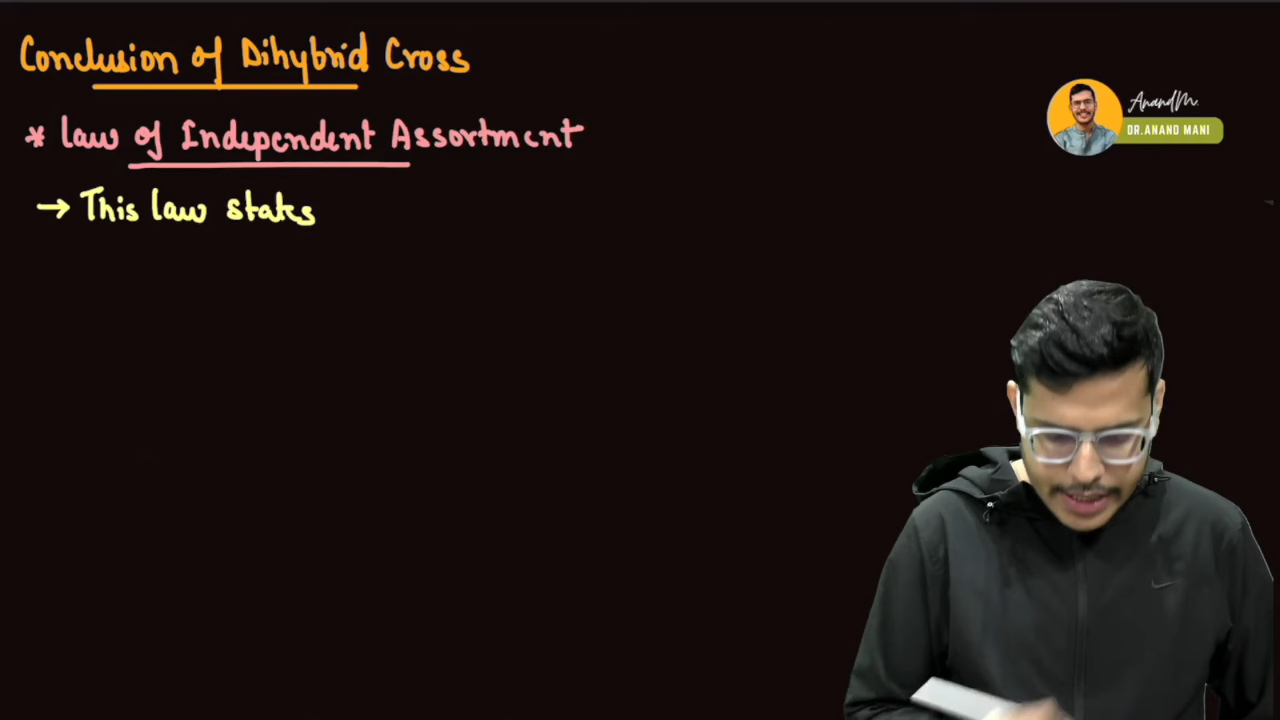 Conclusion of Dihybrid Cross
* Law of Independent Assortment
→ This law states
AnandM.
DR.ANAND MANI